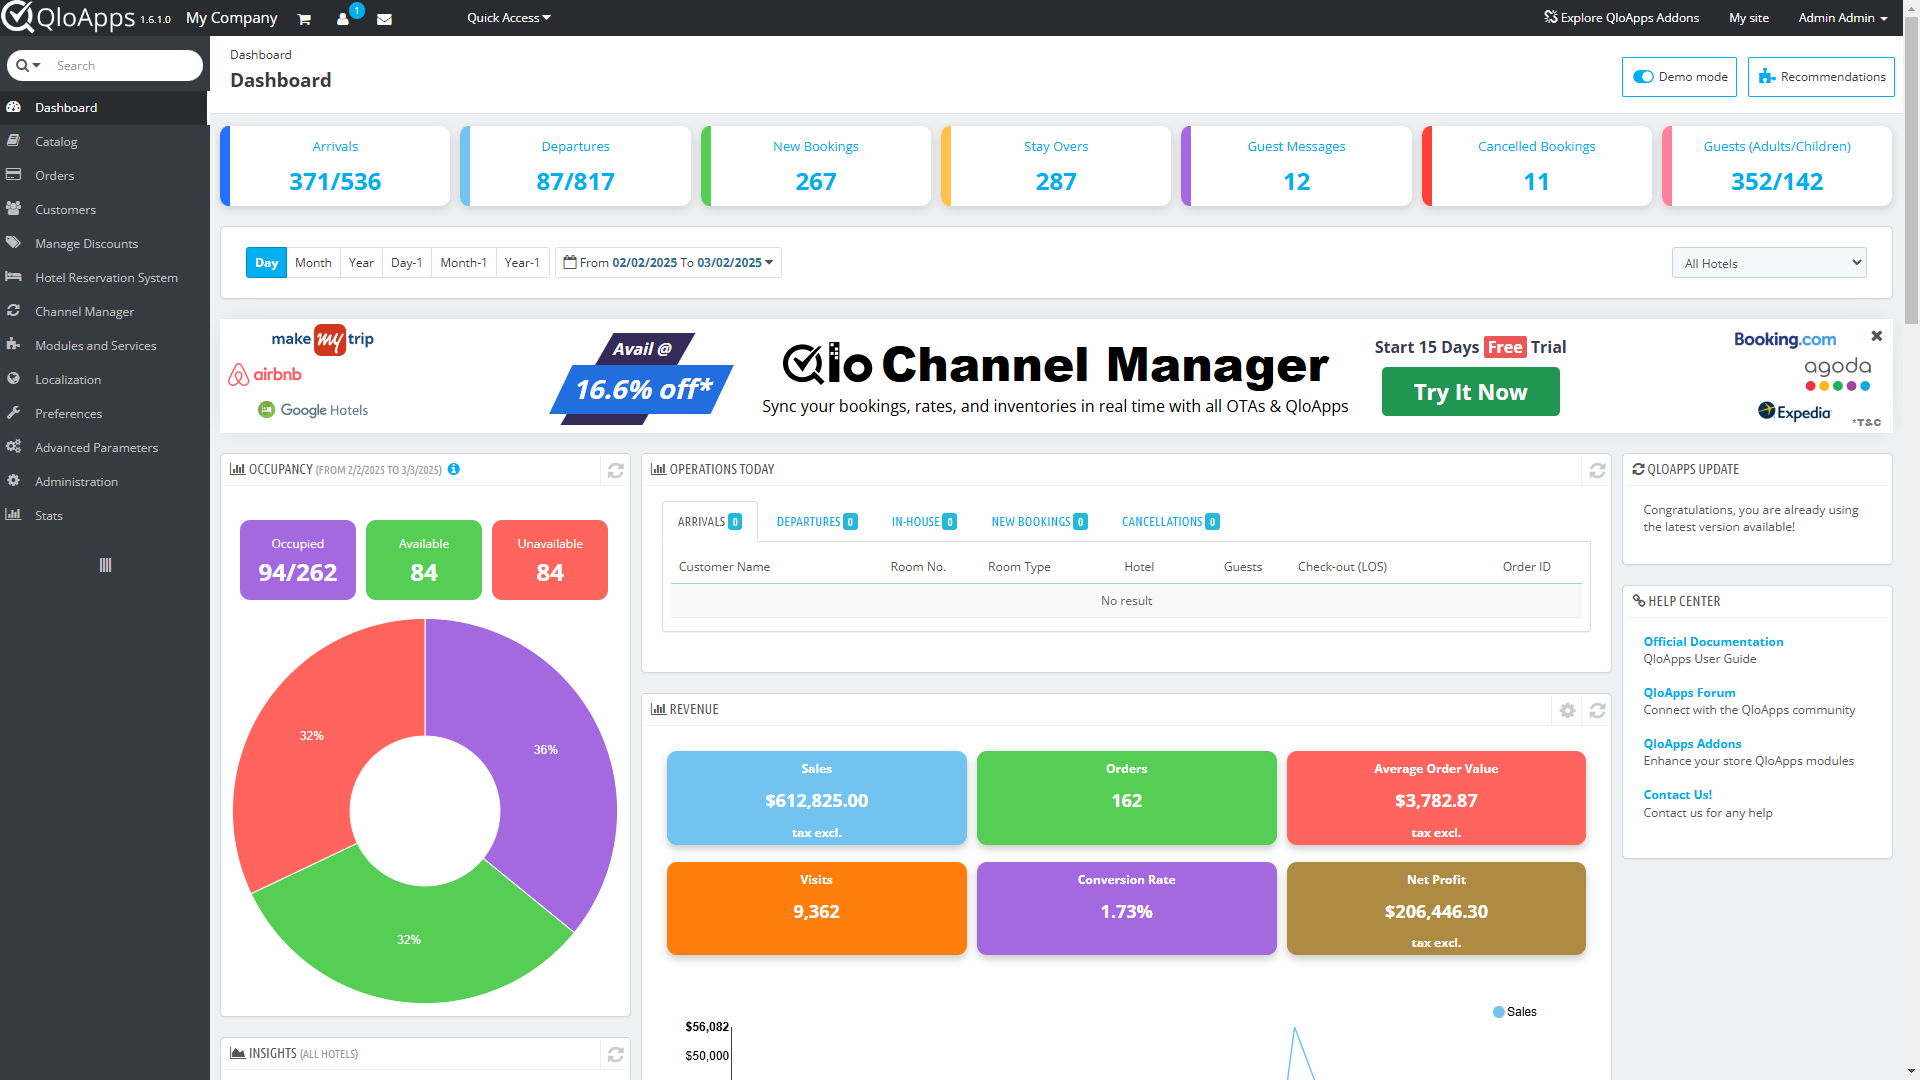 QloApps 1.6.1.0 My Company 1 Quick Access Explore QloApps Addons My site Admin Admin
Search
Dashboard
Catalog
Orders
Customers
Manage Discounts
Hotel Reservation System
Channel Manager
Modules and Services
Localization
Preferences
Advanced Parameters
Administration
Stats
Dashboard
Dashboard
Demo mode
Recommendations
Arrivals
371/536
Departures
87/817
New Bookings
267
Stay Overs
287
Guest Messages
12
Cancelled Bookings
11
Guests (Adults/Children)
352/142
Day Month Year Day-1 Month-1 Year-1 From 02/02/2025 To 03/02/2025
All Hotels
make my trip
airbnb
Google Hotels
Avail @
16.6% off*
Qlo Channel Manager
Sync your bookings, rates, and inventories in real time with all OTAs & QloApps
Start 15 Days Free Trial
Try It Now
Booking.com
agoda
Expedia
*T&C
OCCUPANCY (FROM 2/2/2025 TO 3/3/2025)
Occupied
94/262
Available
84
Unavailable
84
32%
36%
32%
INSIGHTS (ALL HOTELS)
OPERATIONS TODAY
ARRIVALS 0 DEPARTURES 0 IN-HOUSE 0 NEW BOOKINGS 0 CANCELLATIONS 0
Customer Name Room No. Room Type Hotel Guests Check-out (LOS) Order ID
No result
REVENUE
Sales
$612,825.00
tax excl.
Orders
162
Average Order Value
$3,782.87
tax excl.
Visits
9,362
Conversion Rate
1.73%
Net Profit
$206,446.30
tax excl.
Sales
$56,082
$50,000
QLOAPPS UPDATE
Congratulations, you are already using
the latest version available!
HELP CENTER
Official Documentation
QloApps User Guide
QloApps Forum
Connect with the QloApps community
QloApps Addons
Enhance your store QloApps modules
Contact Us!
Contact us for any help